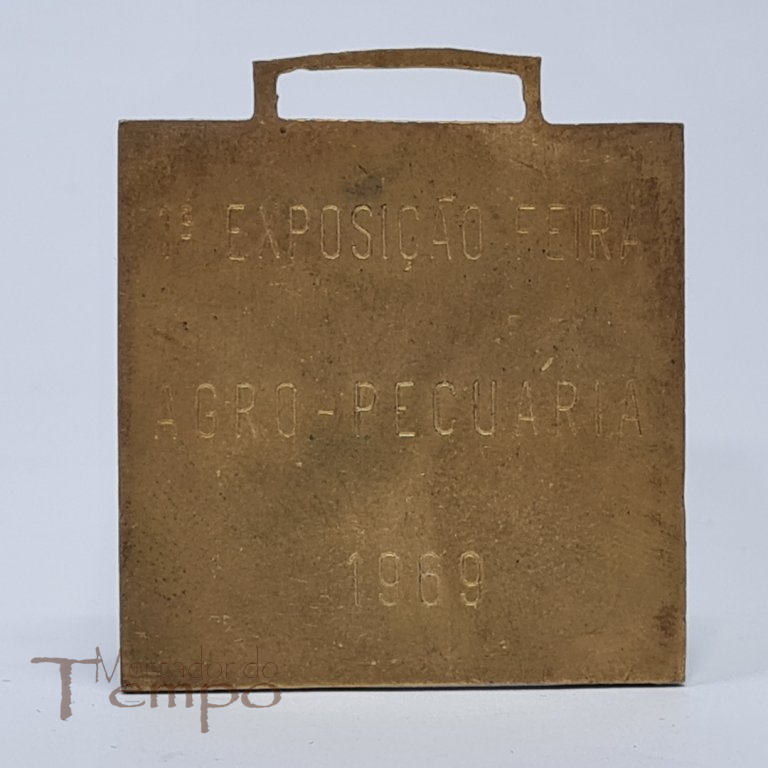 1ª EXPOSIÇÃO FEIRA
AGRO-PECUÁRIA
1969
Mercador do
Tempo